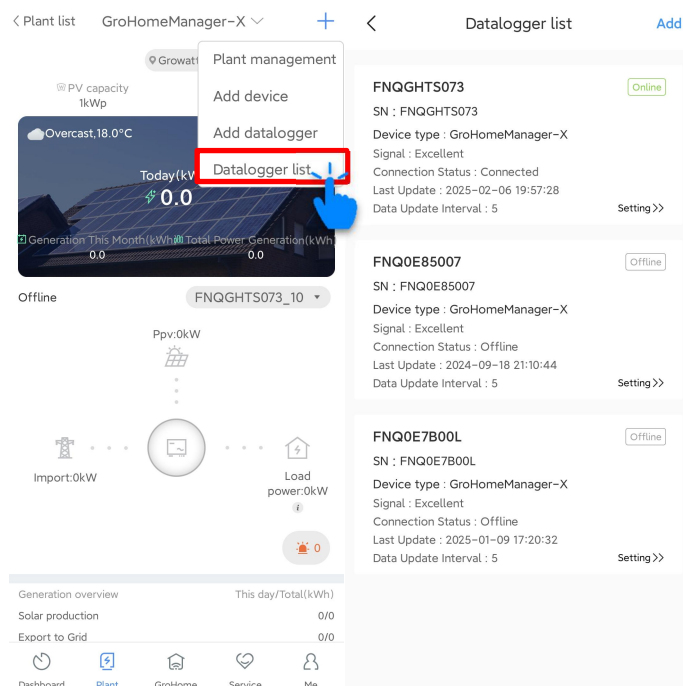 < Plant list GroHomeManager-X
Growatt
PV capacity
1kWp
Plant management
Add device
Add datalogger
Datalogger list
Overcast,18.0°C
Today(kW
0.0
Generation This Month(kWh) Total Power Generation(kWh)
0.0 0.0
Offline FNQGHTS073_10
Ppv:0kW
Import:0kW
Load
power:0kW
i
0
Generation overview This day/Total(kWh)
Solar production 0/0
Export to Grid 0/0
Dashboard Plant GroHome Service Me
Datalogger list Add
FNQGHTS073 Online
SN : FNQGHTS073
Device type : GroHomeManager-X
Signal : Excellent
Connection Status : Connected
Last Update : 2025-02-06 19:57:28
Data Update Interval : 5 Setting>>
FNQ0E85007 Offline
SN : FNQ0E85007
Device type : GroHomeManager-X
Signal : Excellent
Connection Status : Offline
Last Update : 2024-09-18 21:10:44
Data Update Interval : 5 Setting>>
FNQ0E7B00L Offline
SN : FNQ0E7B00L
Device type : GroHomeManager-X
Signal : Excellent
Connection Status : Offline
Last Update : 2025-01-09 17:20:32
Data Update Interval : 5 Setting>>